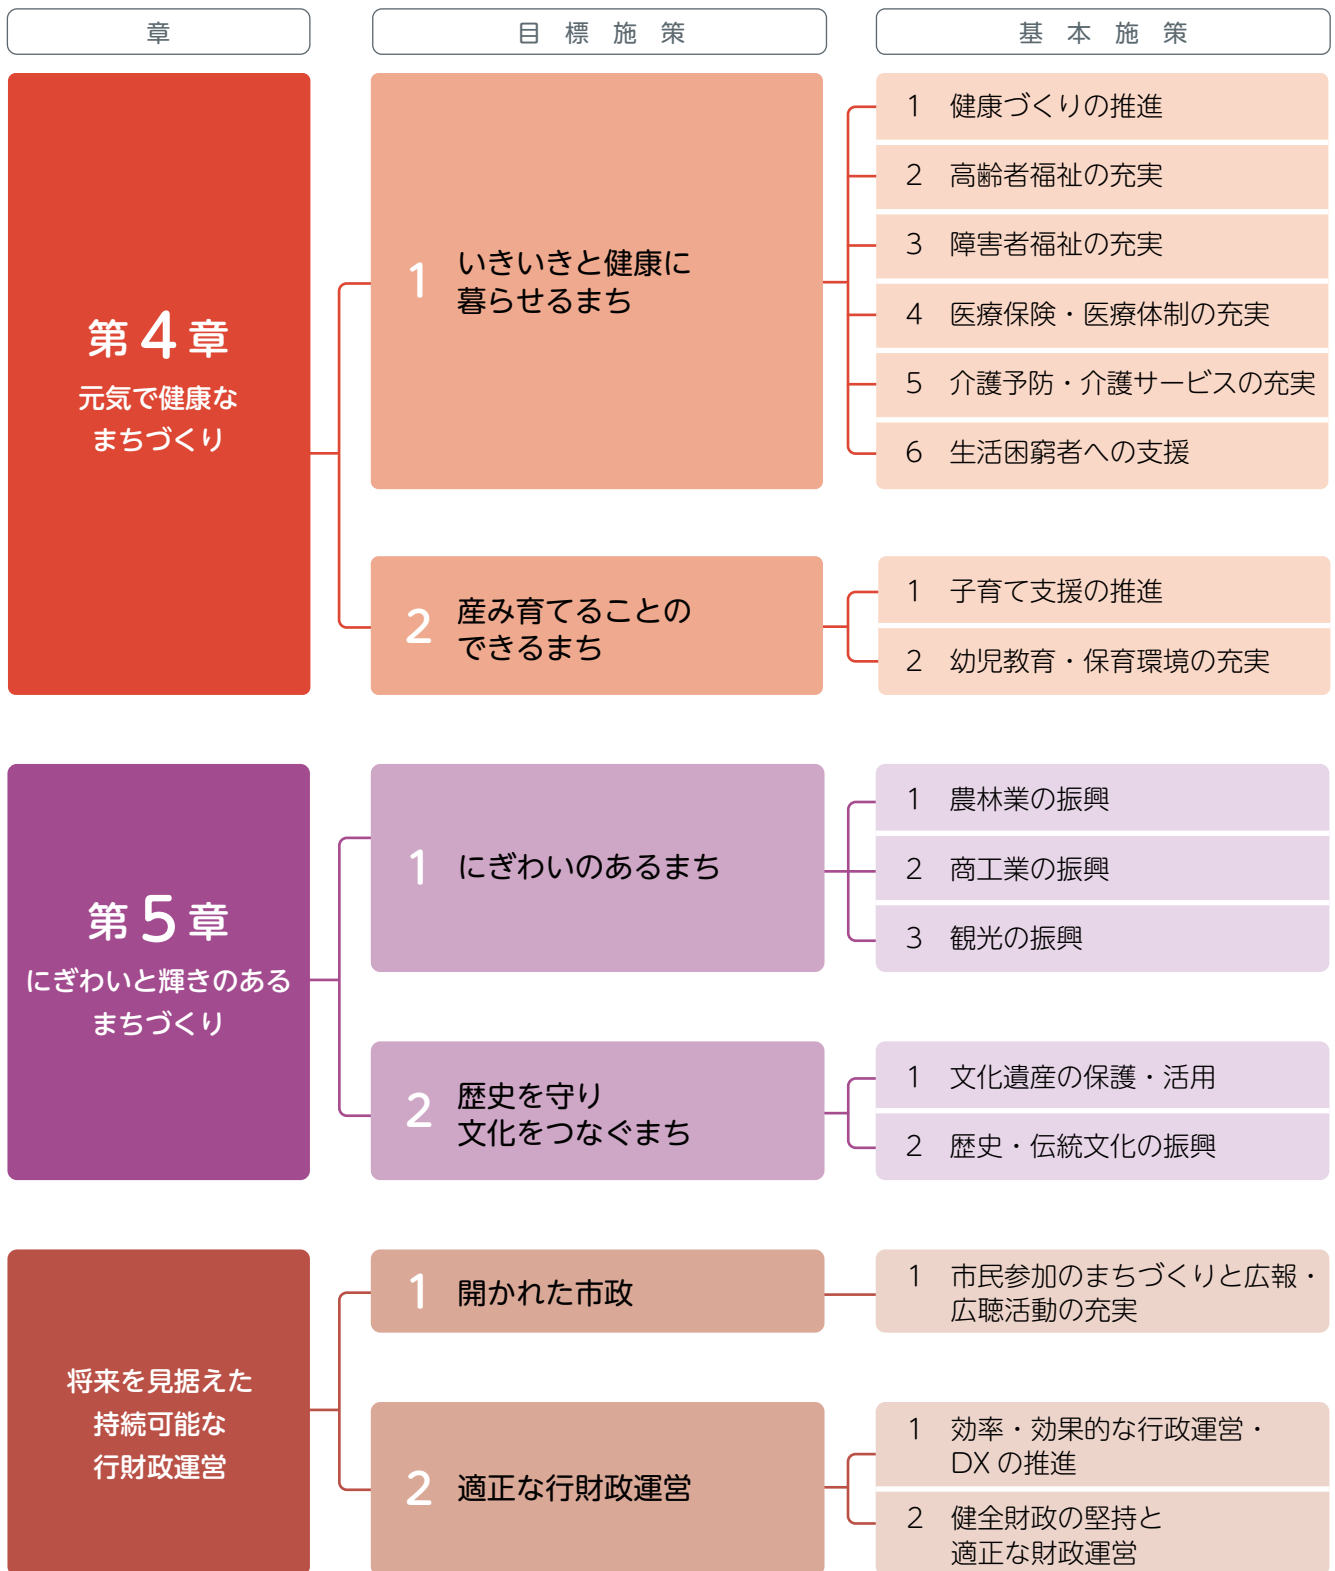 章
目標施策
基本施策
第4章
元気で健康な
まちづくり
1 いきいきと健康に
暮らせるまち
1 健康づくりの推進
2 高齢者福祉の充実
3 障害者福祉の充実
4 医療保険・医療体制の充実
5 介護予防・介護サービスの充実
6 生活困窮者への支援
2 産み育てることの
できるまち
1 子育て支援の推進
2 幼児教育・保育環境の充実
第5章
にぎわいと輝きのある
まちづくり
1 にぎわいのあるまち
1 農林業の振興
2 商工業の振興
3 観光の振興
2 歴史を守り
文化をつなぐまち
1 文化遺産の保護・活用
2 歴史・伝統文化の振興
将来を見据えた
持続可能な
行財政運営
1 開かれた市政
1 市民参加のまちづくりと広報・
広聴活動の充実
2 適正な行財政運営
1 効率・効果的な行政運営・
DXの推進
2 健全財政の堅持と
適正な財政運営